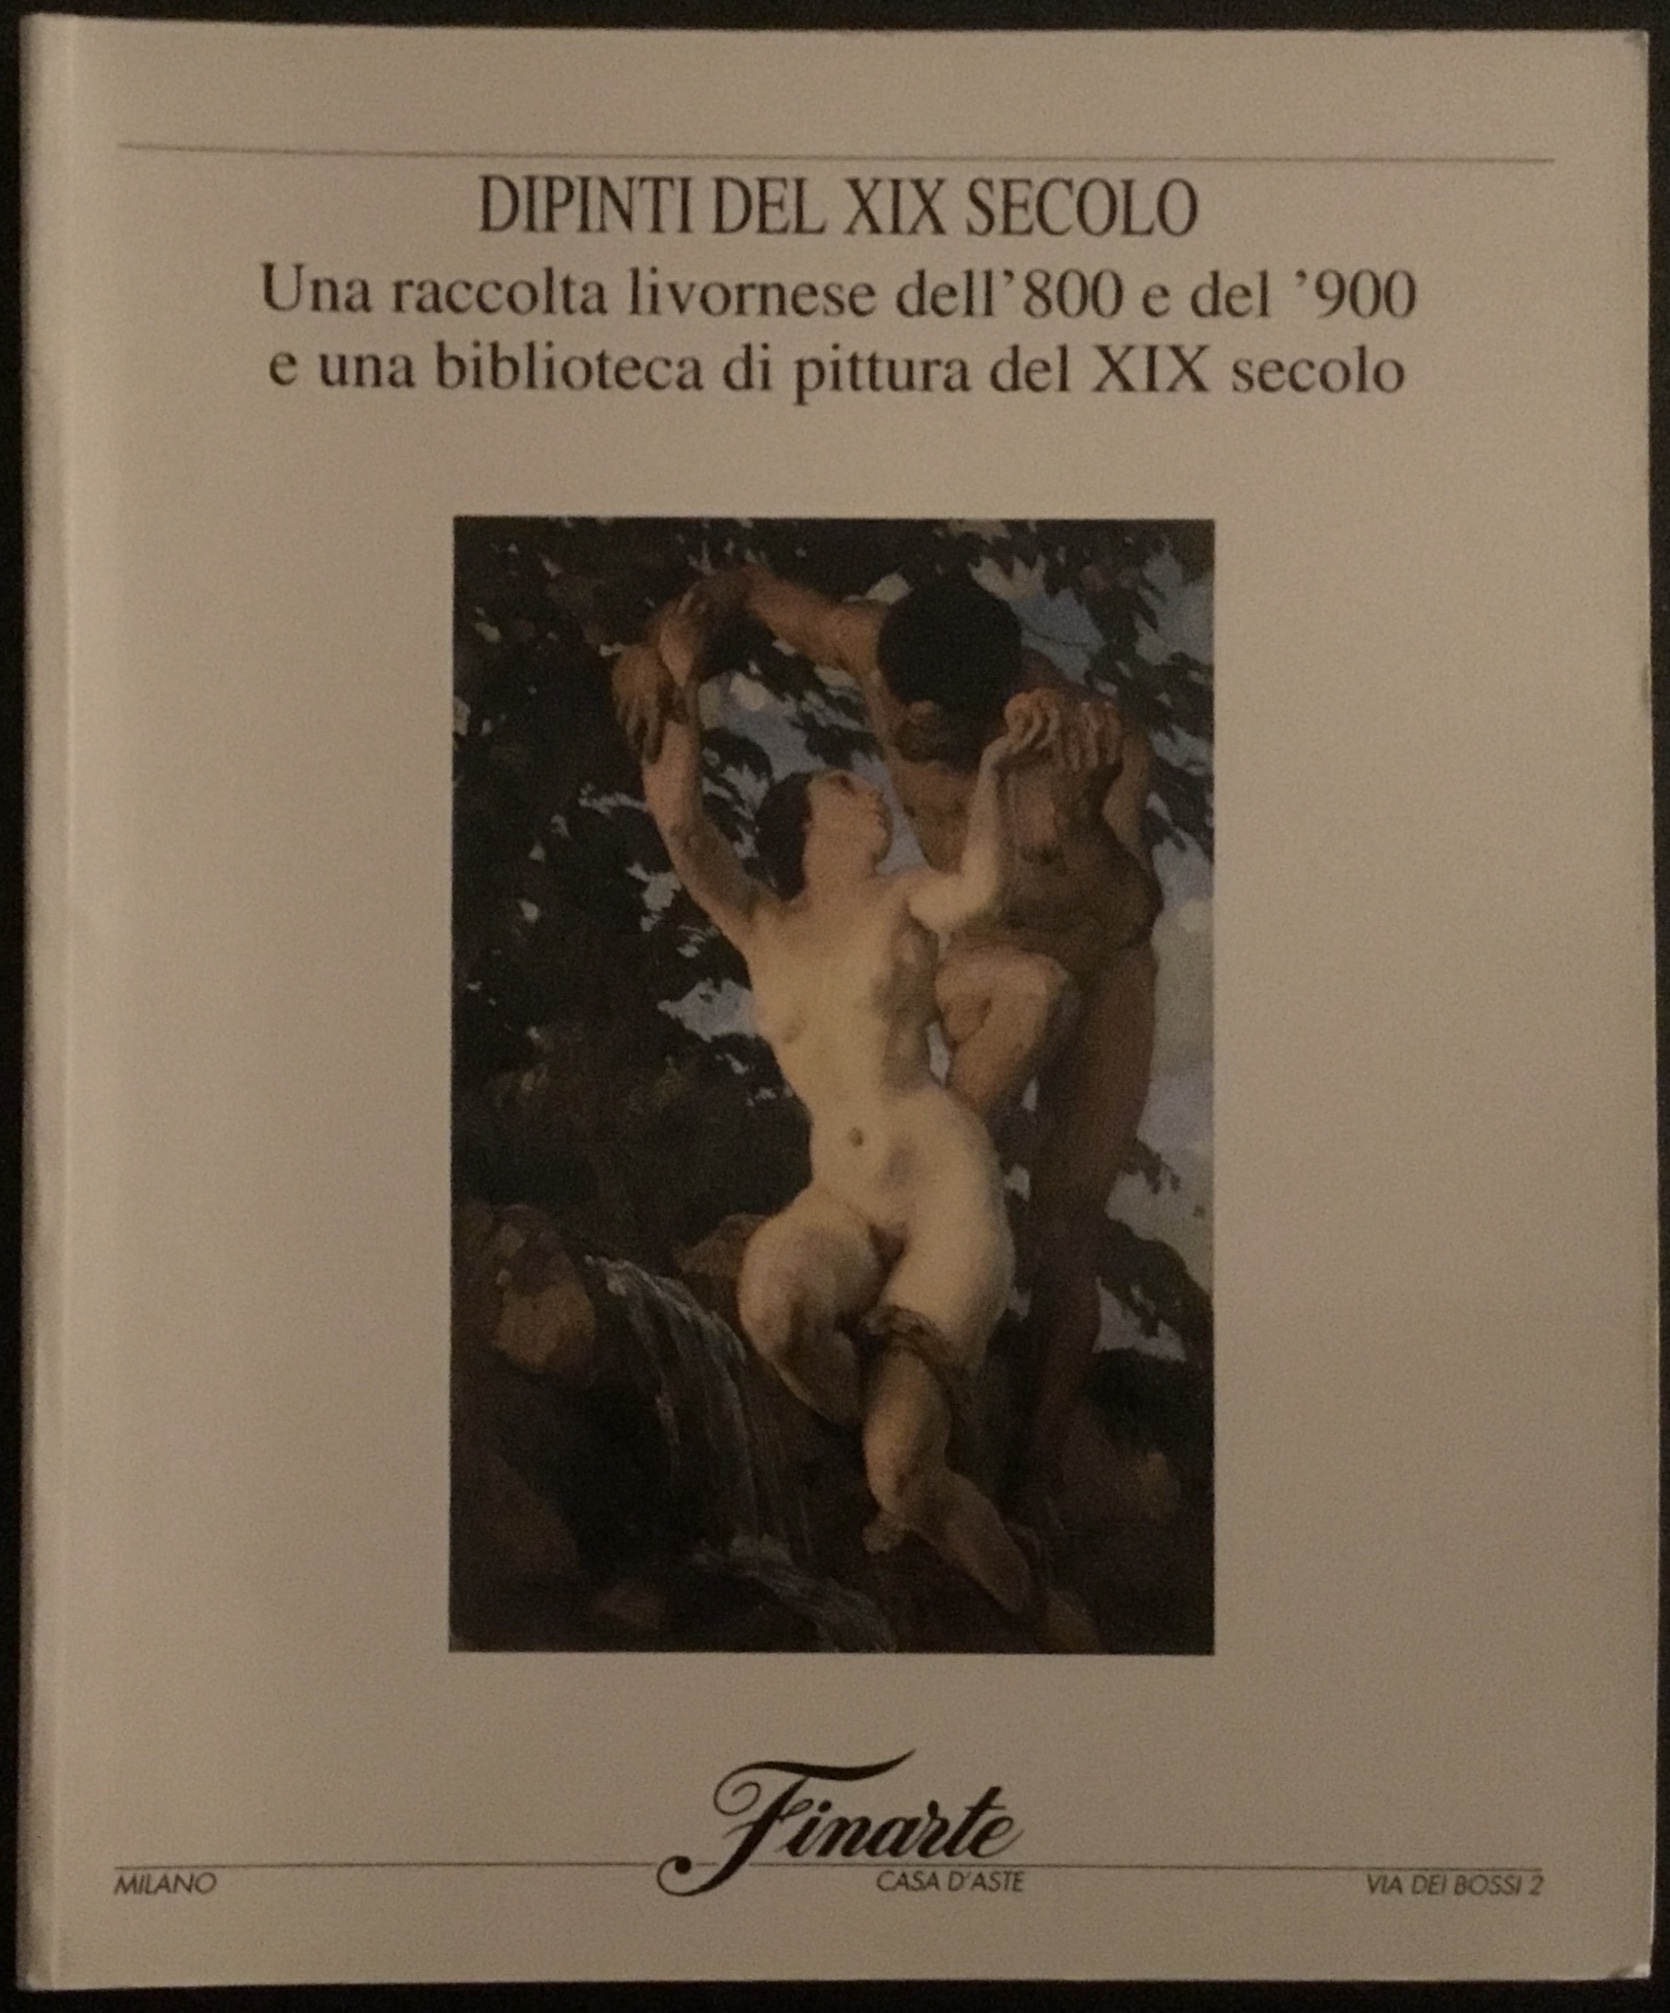 DIPINTI DEL XIX SECOLO
Una raccolta livornese dell'800 e del '900
e una biblioteca di pittura del XIX secolo
Finarte
MILANO CASA D'ASTE VIA DEI BOSSI 2